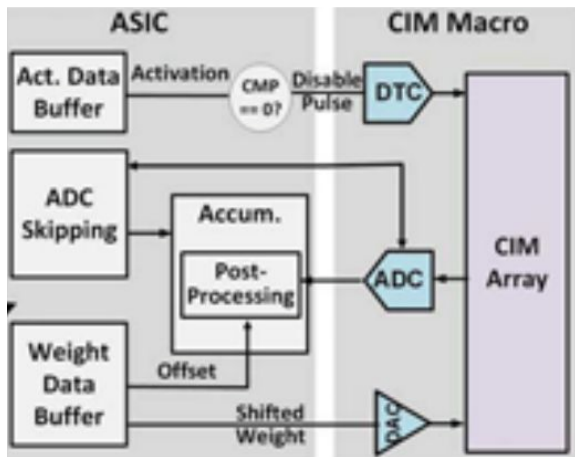 ASIC
CIM Macro
Act. Data
Buffer
Activation
CMP
== 0?
Disable
Pulse
DTC
ADC
Skipping
Accum.
Post-
Processing
ADC
CIM
Array
Weight
Data
Buffer
Offset
Shifted
Weight
DAC